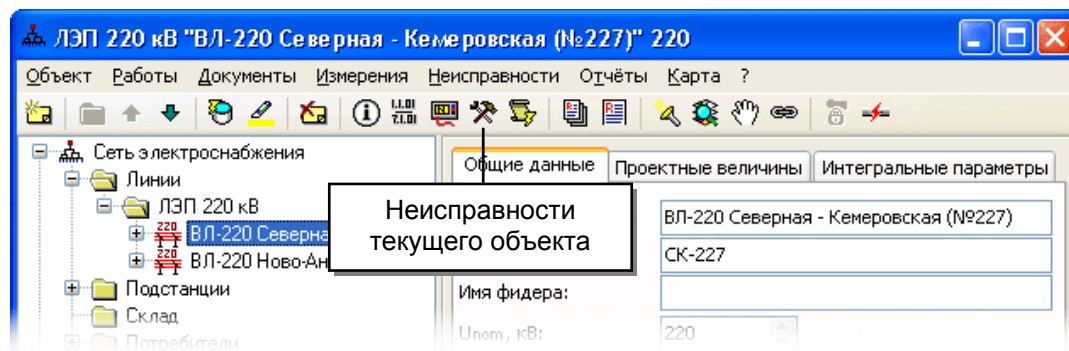 ЛЭП 220 кВ "ВЛ-220 Северная - Кемеровская (№227)" 220
Объект Работы Документы Измерения Неисправности Отчёты Карта ?
Сеть электроснабжения
Линии
ЛЭП 220 кВ
220 ВЛ-220 Северна
220 ВЛ-220 Ново-Ан
Подстанции
Склад
Потребители
Неисправности
текущего объекта
Общие данные Проектные величины Интегральные параметры
ВЛ-220 Северная - Кемеровская (№227)
СК-227
Имя фидера:
Unom, кВ: 220